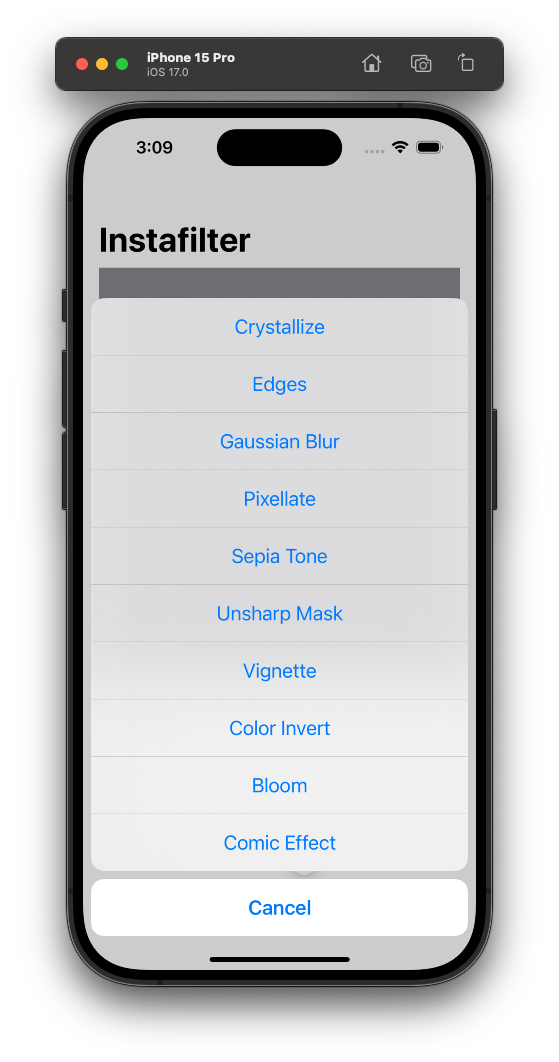 iPhone 15 Pro
iOS 17.0
3:09
Instafilter
Crystallize
Edges
Gaussian Blur
Pixellate
Sepia Tone
Unsharp Mask
Vignette
Color Invert
Bloom
Comic Effect
Cancel